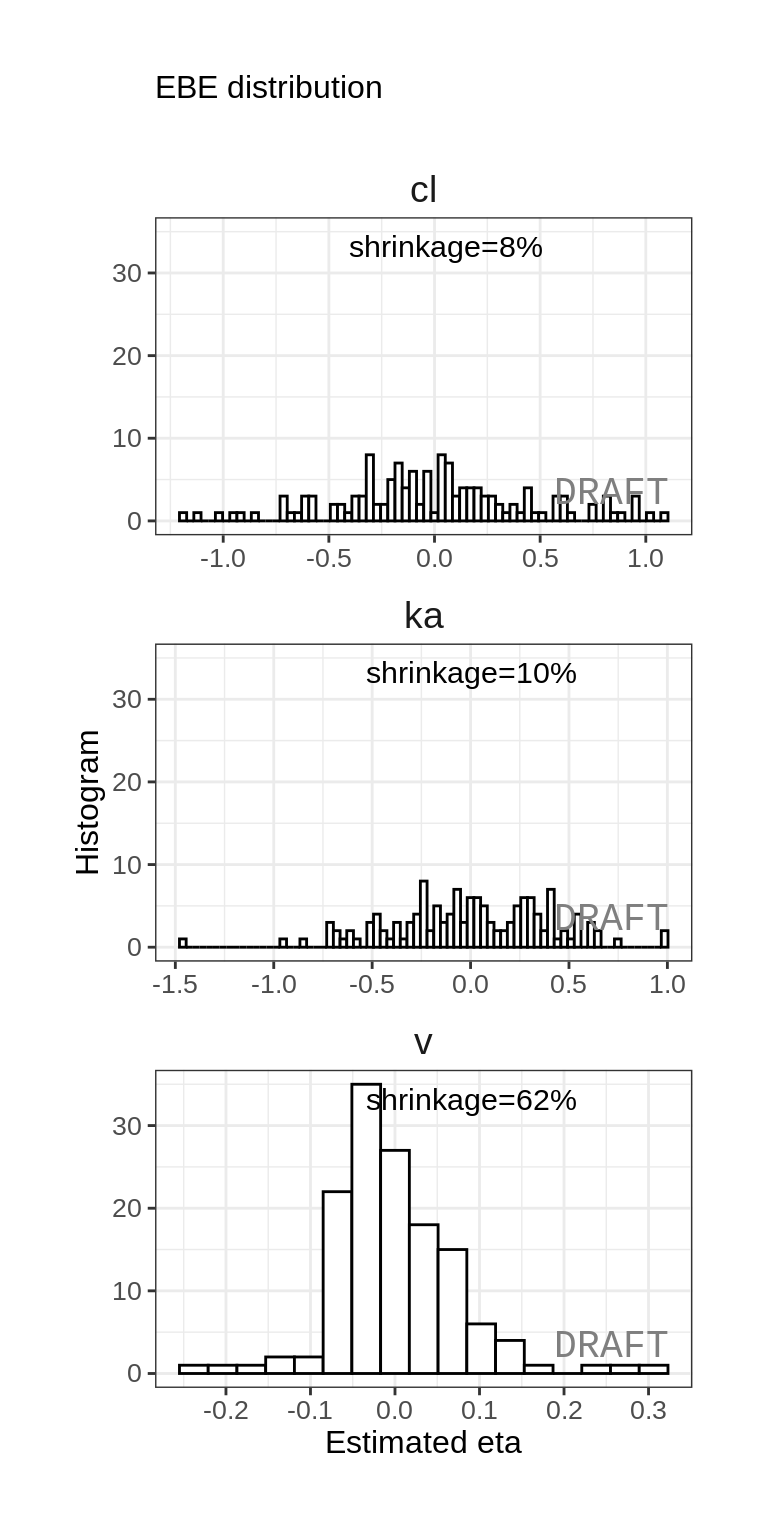 EBE distribution
cl
shrinkage=8%
30
20
10
0
DRAFT
-1.0 -0.5 0.0 0.5 1.0
ka
shrinkage=10%
30
20
10
0
DRAFT
-1.5 -1.0 -0.5 0.0 0.5 1.0
Histogram
v
shrinkage=62%
30
20
10
0
DRAFT
-0.2 -0.1 0.0 0.1 0.2 0.3
Estimated eta